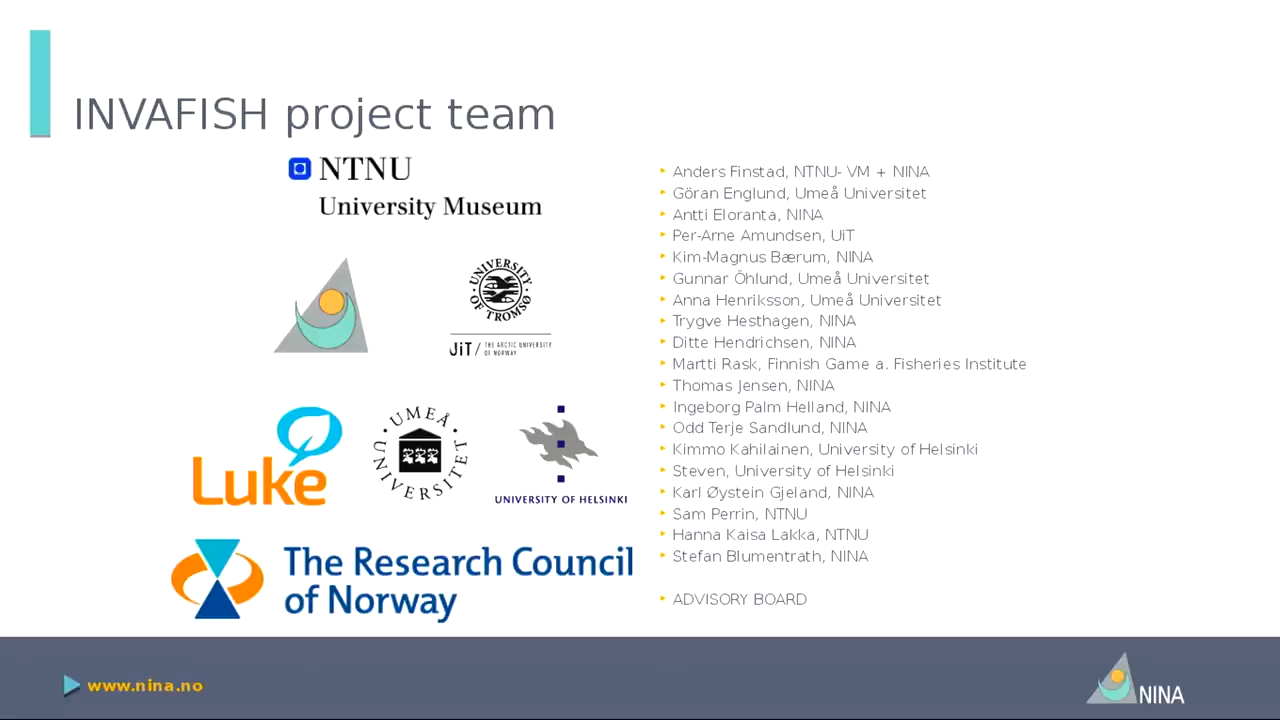 INVAFISH project team
NTNU
University Museum
UNIVERSITY OF TROMSØ
UiT / THE ARCTIC UNIVERSITY
OF NORWAY
Luke
UMEÅ UNIVERSITET
UNIVERSITY OF HELSINKI
The Research Council
of Norway
Anders Finstad, NTNU- VM + NINA
Göran Englund, Umeå Universitet
Antti Eloranta, NINA
Per-Arne Amundsen, UiT
Kim-Magnus Bærum, NINA
Gunnar Öhlund, Umeå Universitet
Anna Henriksson, Umeå Universitet
Trygve Hesthagen, NINA
Ditte Hendrichsen, NINA
Martti Rask, Finnish Game a. Fisheries Institute
Thomas Jensen, NINA
Ingeborg Palm Helland, NINA
Odd Terje Sandlund, NINA
Kimmo Kahilainen, University of Helsinki
Steven, University of Helsinki
Karl Øystein Gjeland, NINA
Sam Perrin, NTNU
Hanna Kaisa Lakka, NTNU
Stefan Blumentrath, NINA
ADVISORY BOARD
www.nina.no
NINA